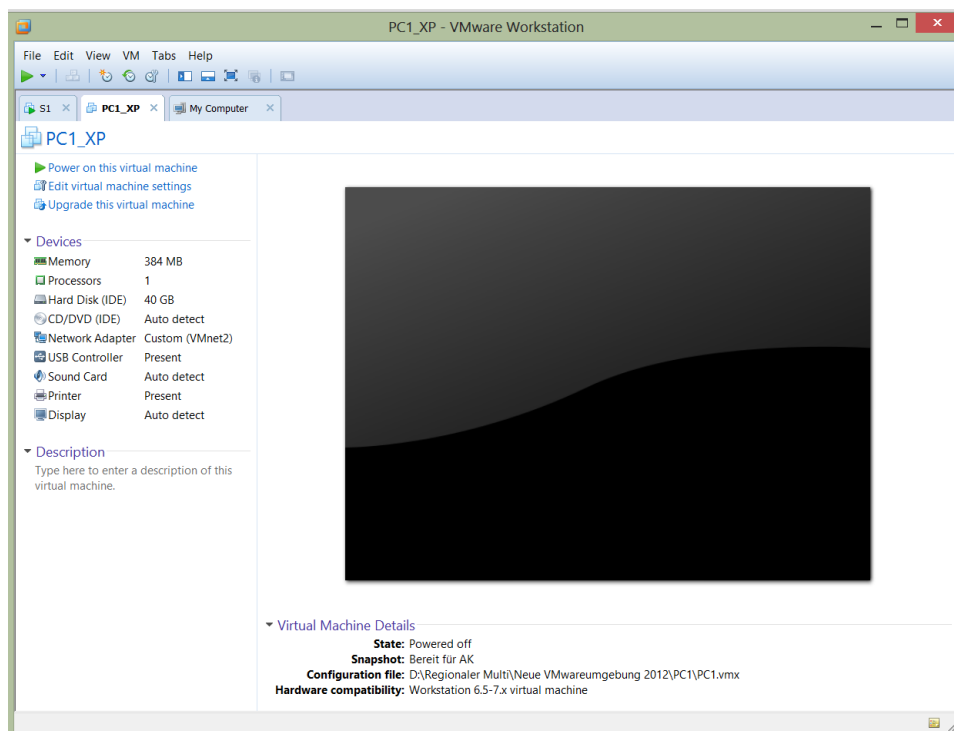 PC1_XP - VMware Workstation
File Edit View VM Tabs Help
S1 PC1_XP My Computer
PC1_XP
Power on this virtual machine
Edit virtual machine settings
Upgrade this virtual machine
Devices
Memory 384 MB
Processors 1
Hard Disk (IDE) 40 GB
CD/DVD (IDE) Auto detect
Network Adapter Custom (VMnet2)
USB Controller Present
Sound Card Auto detect
Printer Present
Display Auto detect
Description
Type here to enter a description of this
virtual machine.
Virtual Machine Details
State: Powered off
Snapshot: Bereit für AK
Configuration file: D:\Regionaler Multi\Neue VMwareumgebung 2012\PC1\PC1.vmx
Hardware compatibility: Workstation 6.5-7.x virtual machine